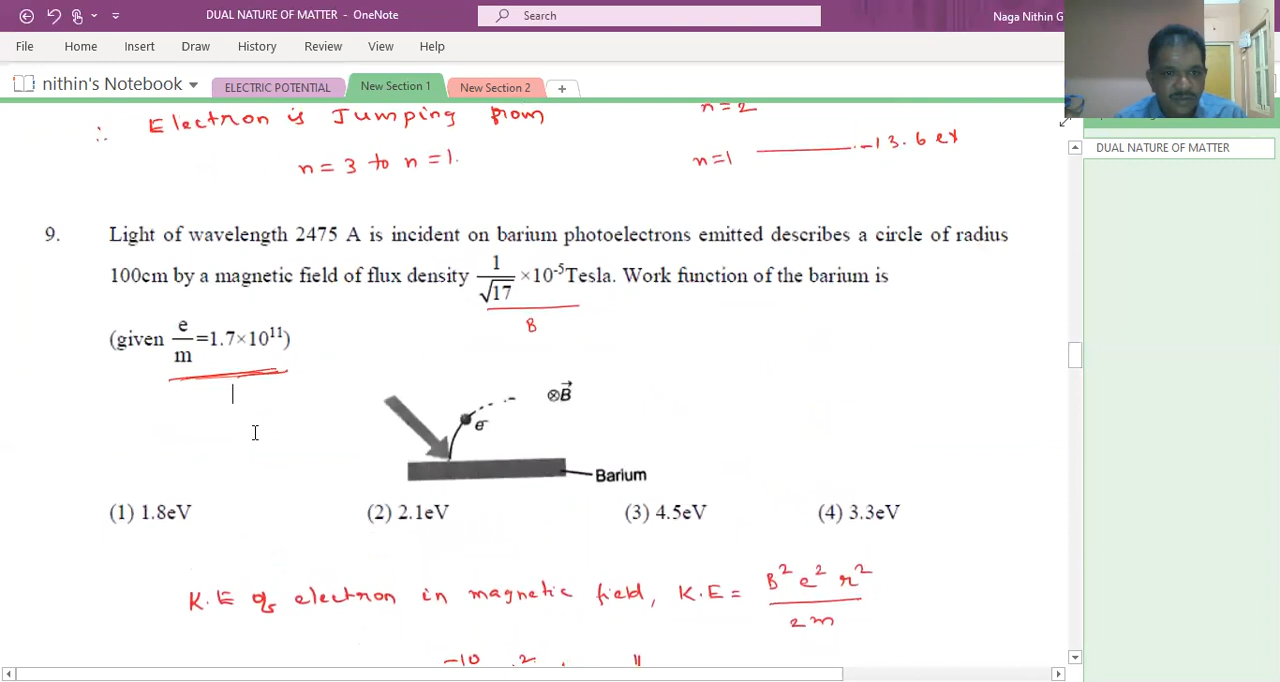 DUAL NATURE OF MATTER - OneNote
Search
Naga Nithin G
File Home Insert Draw History Review View Help
nithin's Notebook
ELECTRIC POTENTIAL
New Section 1
New Section 2
DUAL NATURE OF MATTER
∴ Electron is Jumping from
n = 3 to n = 1.
n = 2
n = 1 -13.6 ev
9. Light of wavelength 2475 A is incident on barium photoelectrons emitted describes a circle of radius
100cm by a magnetic field of flux density 1/√17 ×10⁻⁵Tesla. Work function of the barium is
B
(given e/m=1.7×10¹¹)
⊗B⃗
e⁻
Barium
(1) 1.8eV (2) 2.1eV (3) 4.5eV (4) 3.3eV
K.E of electron in magnetic field, K.E = B² e² r² / 2m